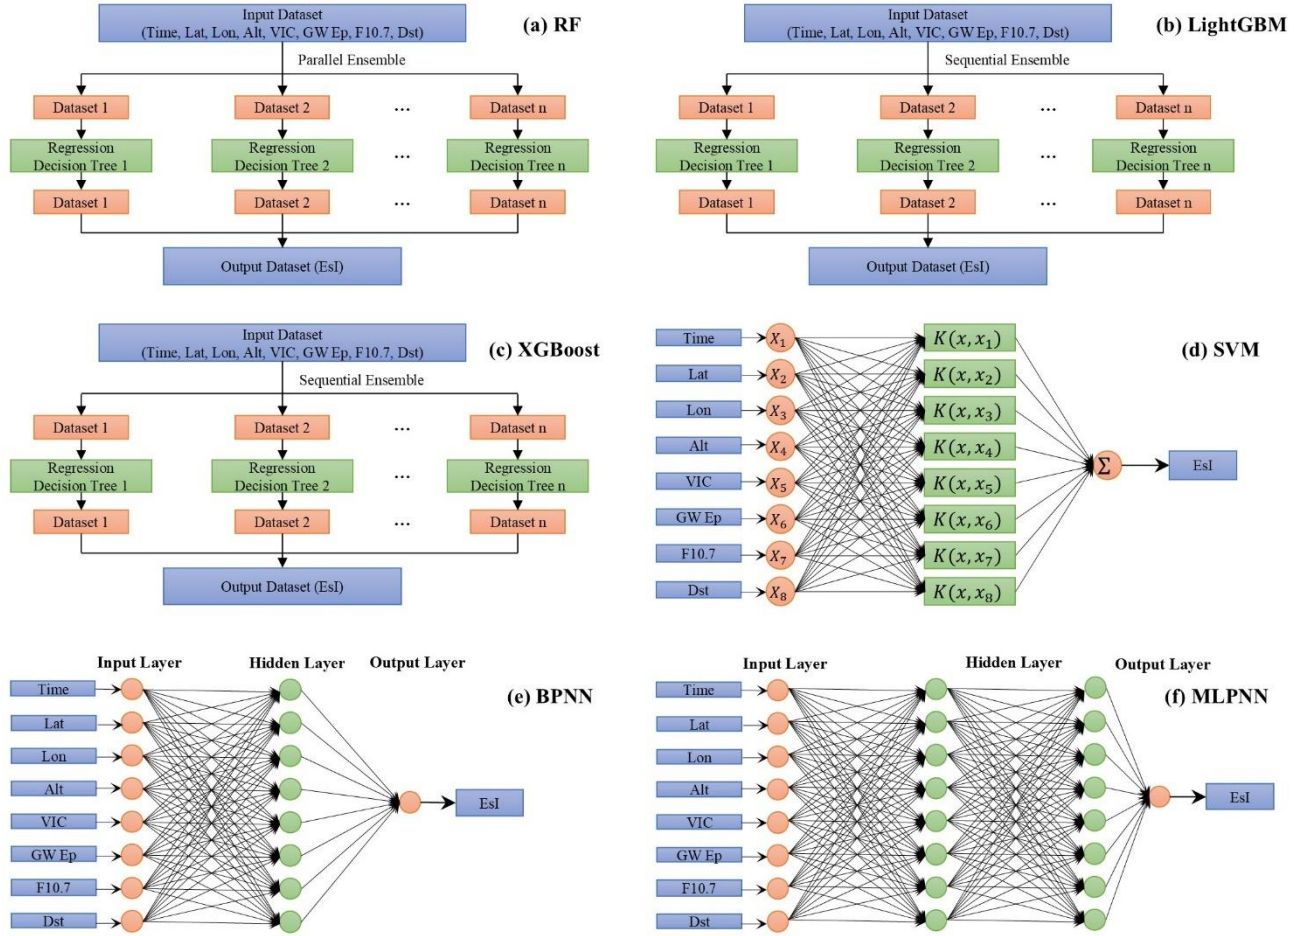 Input Dataset
(Time, Lat, Lon, Alt, VIC, GW Ep, F10.7, Dst)
(a) RF
Parallel Ensemble
Dataset 1
Dataset 2
...
Dataset n
Regression
Decision Tree 1
Regression
Decision Tree 2
...
Regression
Decision Tree n
Dataset 1
Dataset 2
...
Dataset n
Output Dataset (EsI)
Input Dataset
(Time, Lat, Lon, Alt, VIC, GW Ep, F10.7, Dst)
(b) LightGBM
Sequential Ensemble
Dataset 1
Dataset 2
...
Dataset n
Regression
Decision Tree 1
Regression
Decision Tree 2
...
Regression
Decision Tree n
Dataset 1
Dataset 2
...
Dataset n
Output Dataset (EsI)
Input Dataset
(Time, Lat, Lon, Alt, VIC, GW Ep, F10.7, Dst)
(c) XGBoost
Sequential Ensemble
Dataset 1
Dataset 2
...
Dataset n
Regression
Decision Tree 1
Regression
Decision Tree 2
...
Regression
Decision Tree n
Dataset 1
Dataset 2
...
Dataset n
Output Dataset (EsI)
(d) SVM
Time X₁ K(x, x₁)
Lat X₂ K(x, x₂)
Lon X₃ K(x, x₃)
Alt X₄ K(x, x₄)
VIC X₅ K(x, x₅)
GW Ep X₆ K(x, x₆)
F10.7 X₇ K(x, x₇)
Dst X₈ K(x, x₈)
Σ
EsI
Input Layer Hidden Layer Output Layer
(e) BPNN
Time
Lat
Lon
Alt
VIC
GW Ep
F10.7
Dst
EsI
Input Layer Hidden Layer Output Layer
(f) MLPNN
Time
Lat
Lon
Alt
VIC
GW Ep
F10.7
Dst
EsI